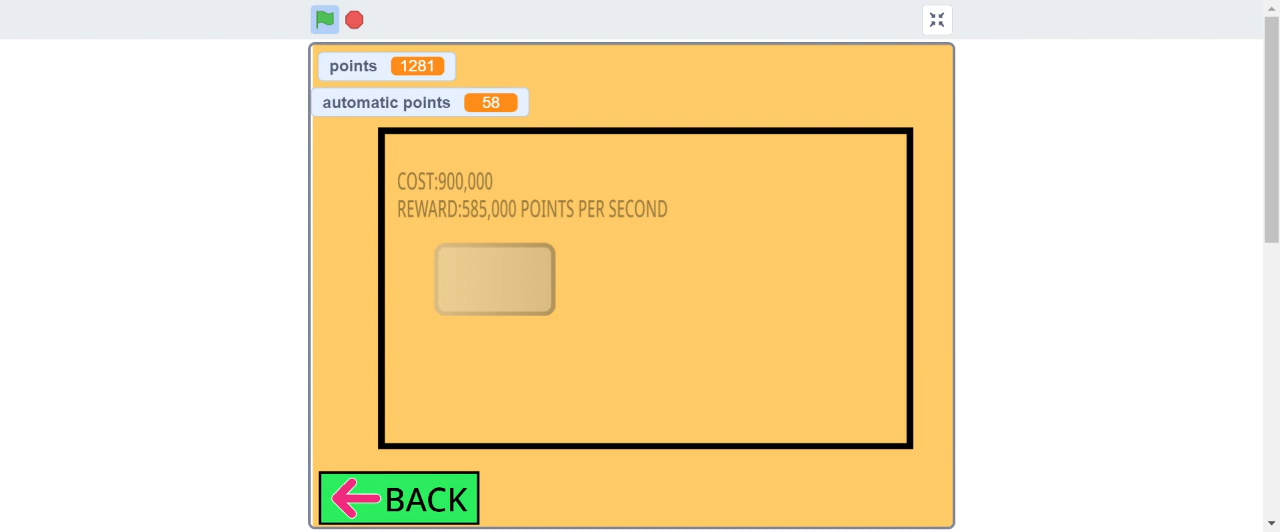 points 1281
automatic points 58
COST:900,000
REWARD:585,000 POINTS PER SECOND
BACK